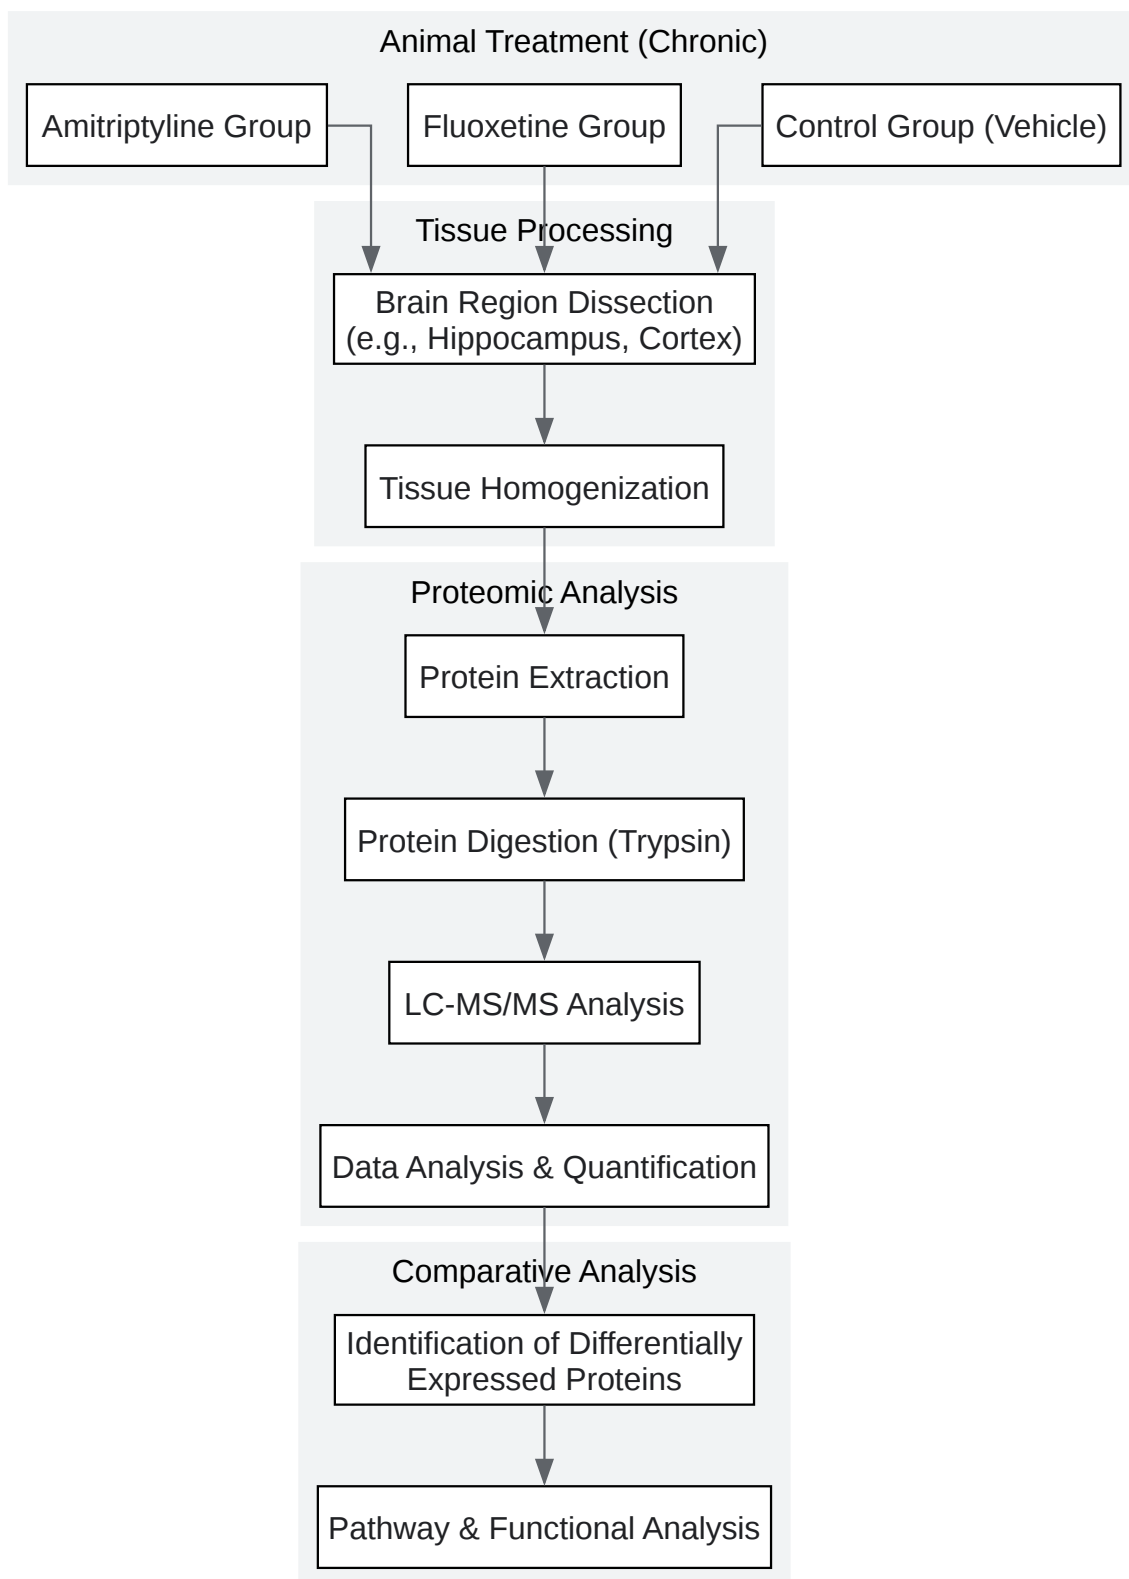 Animal Treatment (Chronic)
Amitriptyline Group
Fluoxetine Group
Control Group (Vehicle)
Tissue Processing
Brain Region Dissection
(e.g., Hippocampus, Cortex)
Tissue Homogenization
Proteomic Analysis
Protein Extraction
Protein Digestion (Trypsin)
LC-MS/MS Analysis
Data Analysis & Quantification
Comparative Analysis
Identification of Differentially
Expressed Proteins
Pathway & Functional Analysis